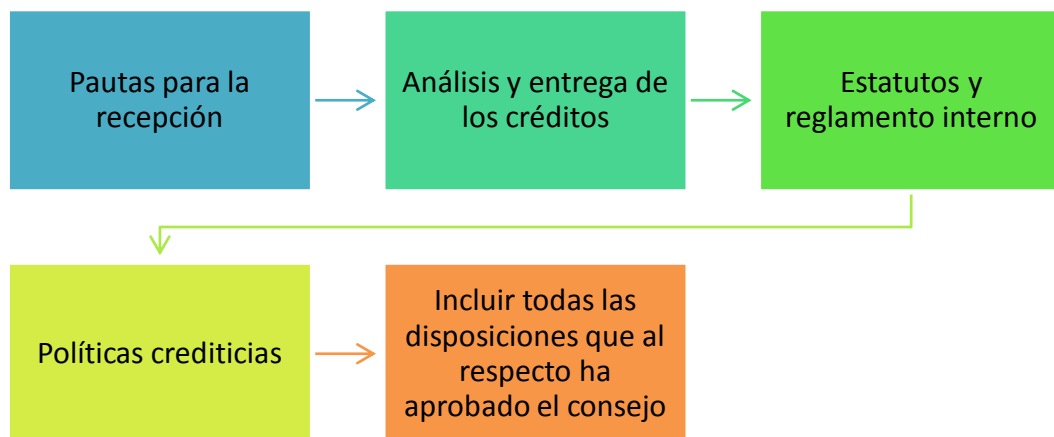 Pautas para la
recepción
Análisis y entrega de
los créditos
Estatutos y
reglamento interno
Políticas crediticias
Incluir todas las
disposiciones que al
respecto ha
aprobado el consejo